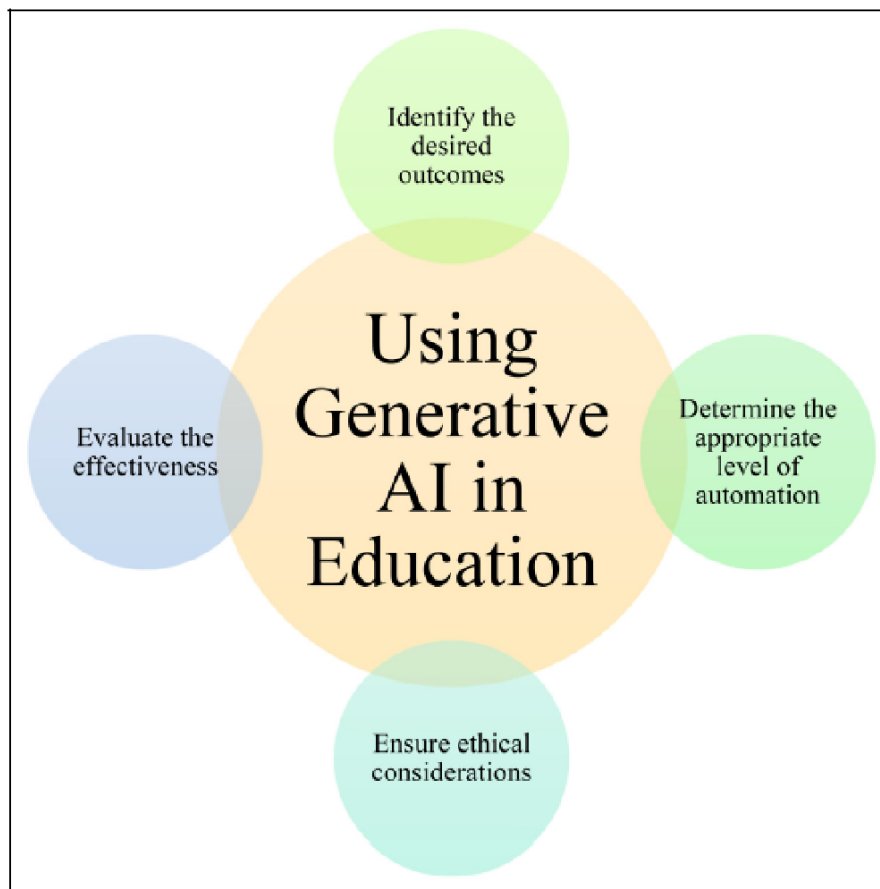 Identify the
desired
outcomes
Using
Generative
AI in
Education
Determine the
appropriate
level of
automation
Ensure ethical
considerations
Evaluate the
effectiveness